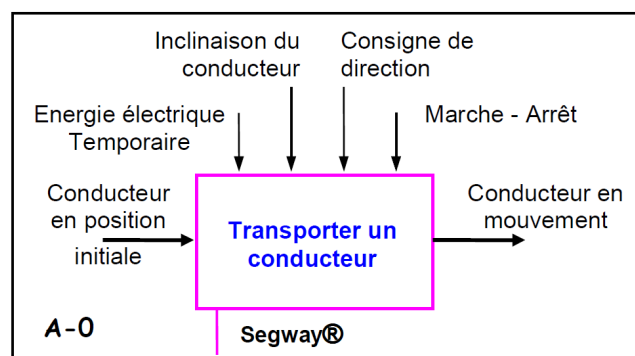 Inclinaison du
conducteur
Consigne de
direction
Energie électrique
Temporaire
Marche - Arrêt
Conducteur
en position
initiale
Transporter un
conducteur
Conducteur en
mouvement
A-0
Segway®